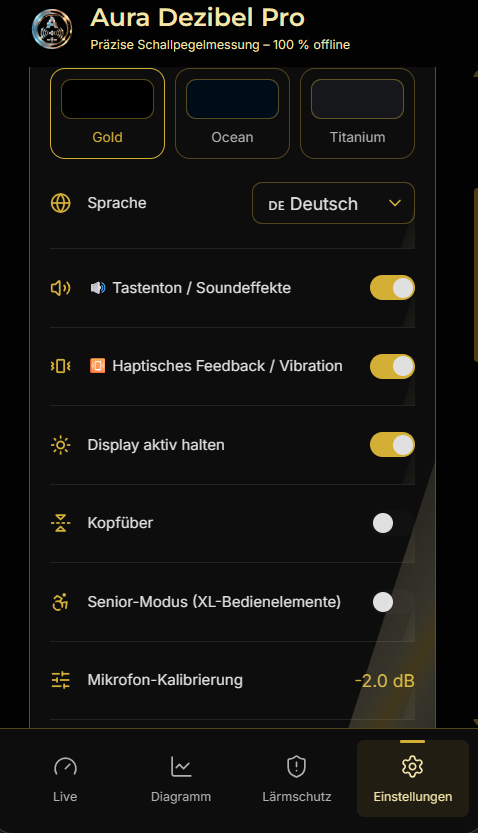 Aura Dezibel Pro
Präzise Schallpegelmessung – 100 % offline
Gold
Ocean
Titanium
Sprache
DE Deutsch
Tastenton / Soundeffekte
Haptisches Feedback / Vibration
Display aktiv halten
Kopfüber
Senior-Modus (XL-Bedienelemente)
Mikrofon-Kalibrierung
-2.0 dB
Live
Diagramm
Lärmschutz
Einstellungen